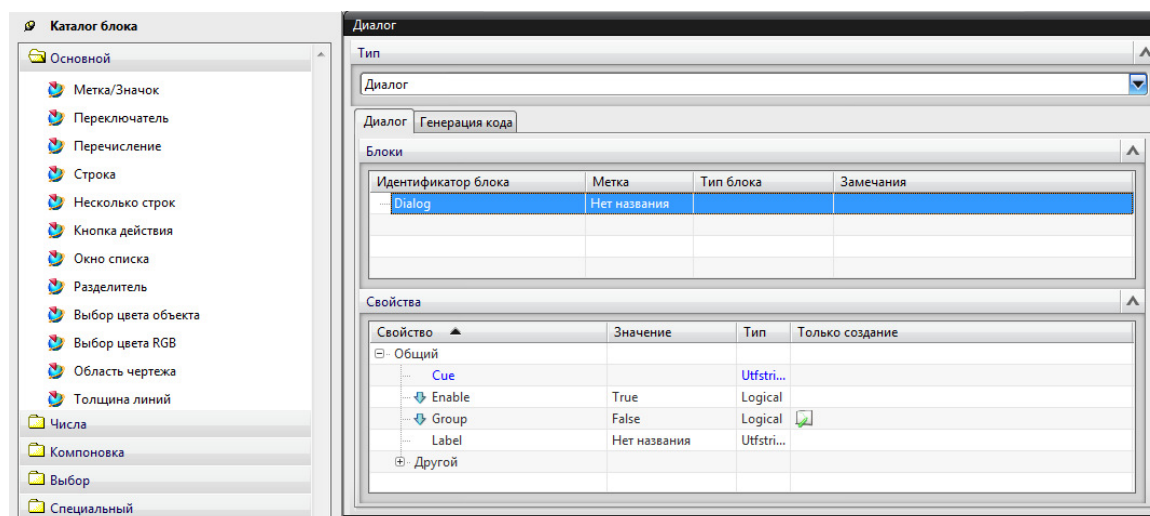 Каталог блока
Основной
Метка/Значок
Переключатель
Перечисление
Строка
Несколько строк
Кнопка действия
Окно списка
Разделитель
Выбор цвета объекта
Выбор цвета RGB
Область чертежа
Толщина линий
Числа
Компоновка
Выбор
Специальный
Диалог
Тип
Диалог
Диалог Генерация кода
Блоки
Идентификатор блока Метка Тип блока Замечания
Dialog Нет названия
Свойства
Свойство Значение Тип Только создание
Общий
Cue Utfstri...
Enable True Logical
Group False Logical
Label Нет названия Utfstri...
Другой